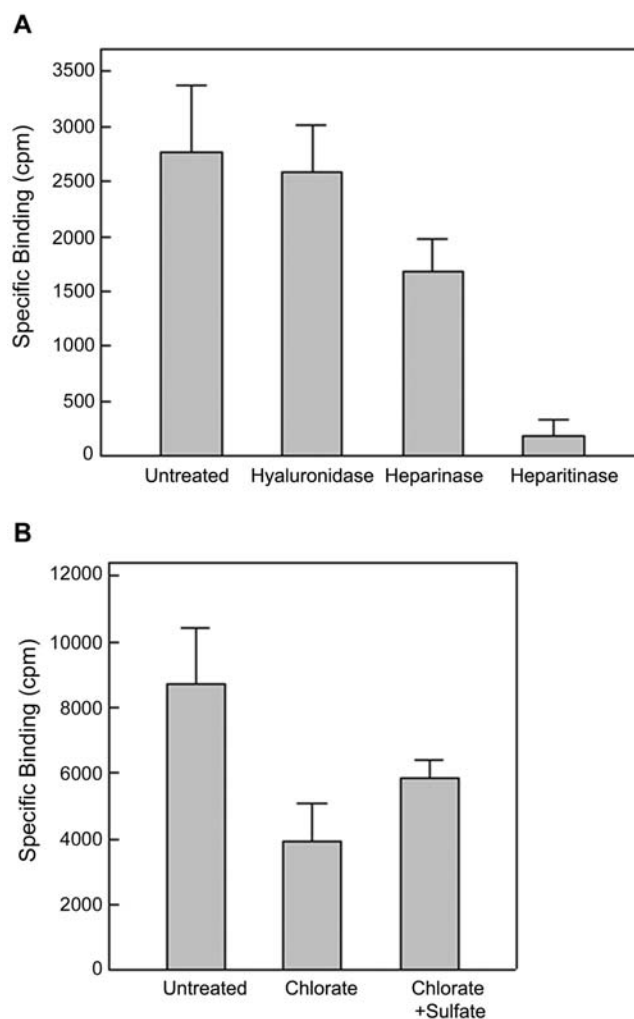 A
Specific Binding (cpm)
3500
3000
2500
2000
1500
1000
500
0
Untreated Hyaluronidase Heparinase Heparitinase
B
Specific Binding (cpm)
12000
10000
8000
6000
4000
2000
0
Untreated Chlorate Chlorate
+Sulfate